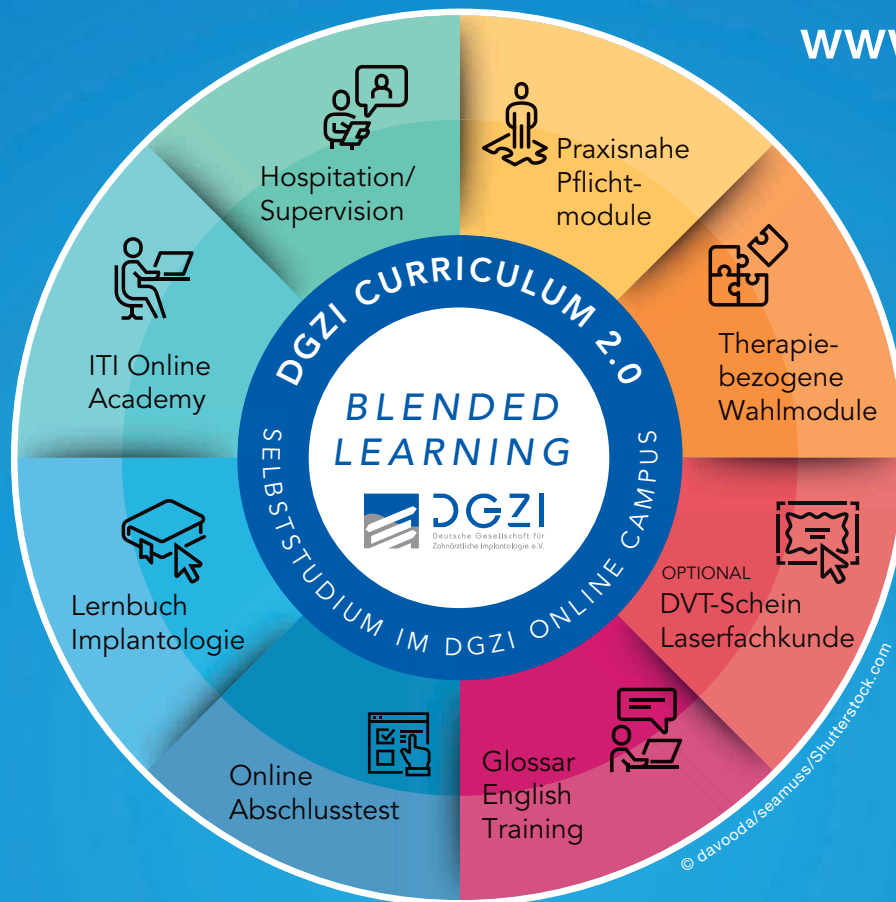 www
Hospitation/
Supervision
Praxisnahe
Pflicht-
module
Therapie-
bezogene
Wahlmodule
OPTIONAL
DVT-Schein
Laserfachkunde
Glossar
English
Training
Online
Abschlusstest
Lernbuch
Implantologie
ITI Online
Academy
DGZI CURRICULUM 2.0
SELBSTSTUDIUM IM DGZI ONLINE CAMPUS
BLENDED
LEARNING
DGZI
Deutsche Gesellschaft für
Zahnärztliche Implantologie e.V.
© davooda/seamuss/Shutterstock.com